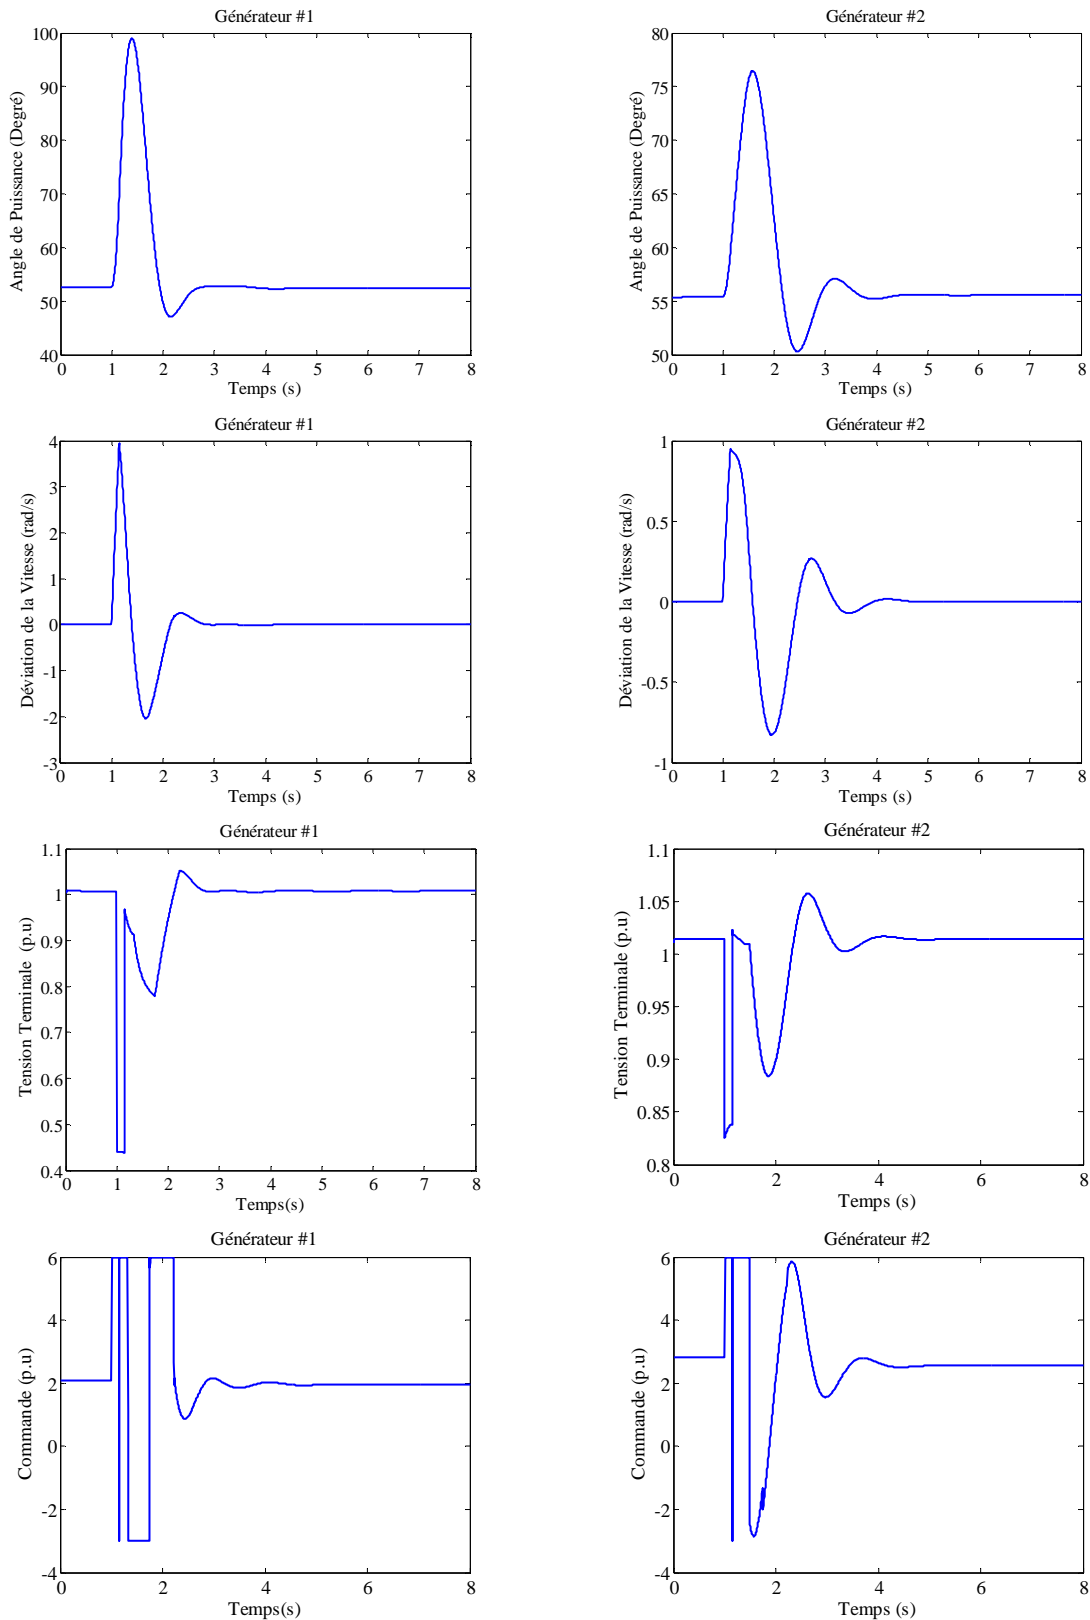 Générateur #1
Générateur #2
100
90
80
70
60
50
40
Angle de Puissance (Degré)
0 1 2 3 4 5 6 7 8
Temps (s)
80
75
70
65
60
55
50
Angle de Puissance (Degré)
0 1 2 3 4 5 6 7 8
Temps (s)
Générateur #1
Générateur #2
4
3
2
1
0
-1
-2
-3
Déviation de la Vitesse (rad/s)
0 1 2 3 4 5 6 7 8
Temps (s)
1
0.5
0
-0.5
-1
Déviation de la Vitesse (rad/s)
0 1 2 3 4 5 6 7 8
Temps (s)
Générateur #1
Générateur #2
1.1
1
0.9
0.8
0.7
0.6
0.5
0.4
Tension Terminale (p.u)
0 1 2 3 4 5 6 7 8
Temps(s)
1.1
1.05
1
0.95
0.9
0.85
0.8
Tension Terminale (p.u)
0 2 4 6 8
Temps (s)
Générateur #1
Générateur #2
6
4
2
0
-2
-4
Commande (p.u)
0 2 4 6 8
Temps(s)
6
4
2
0
-2
-4
Commande (p.u)
0 2 4 6 8
Temps (s)